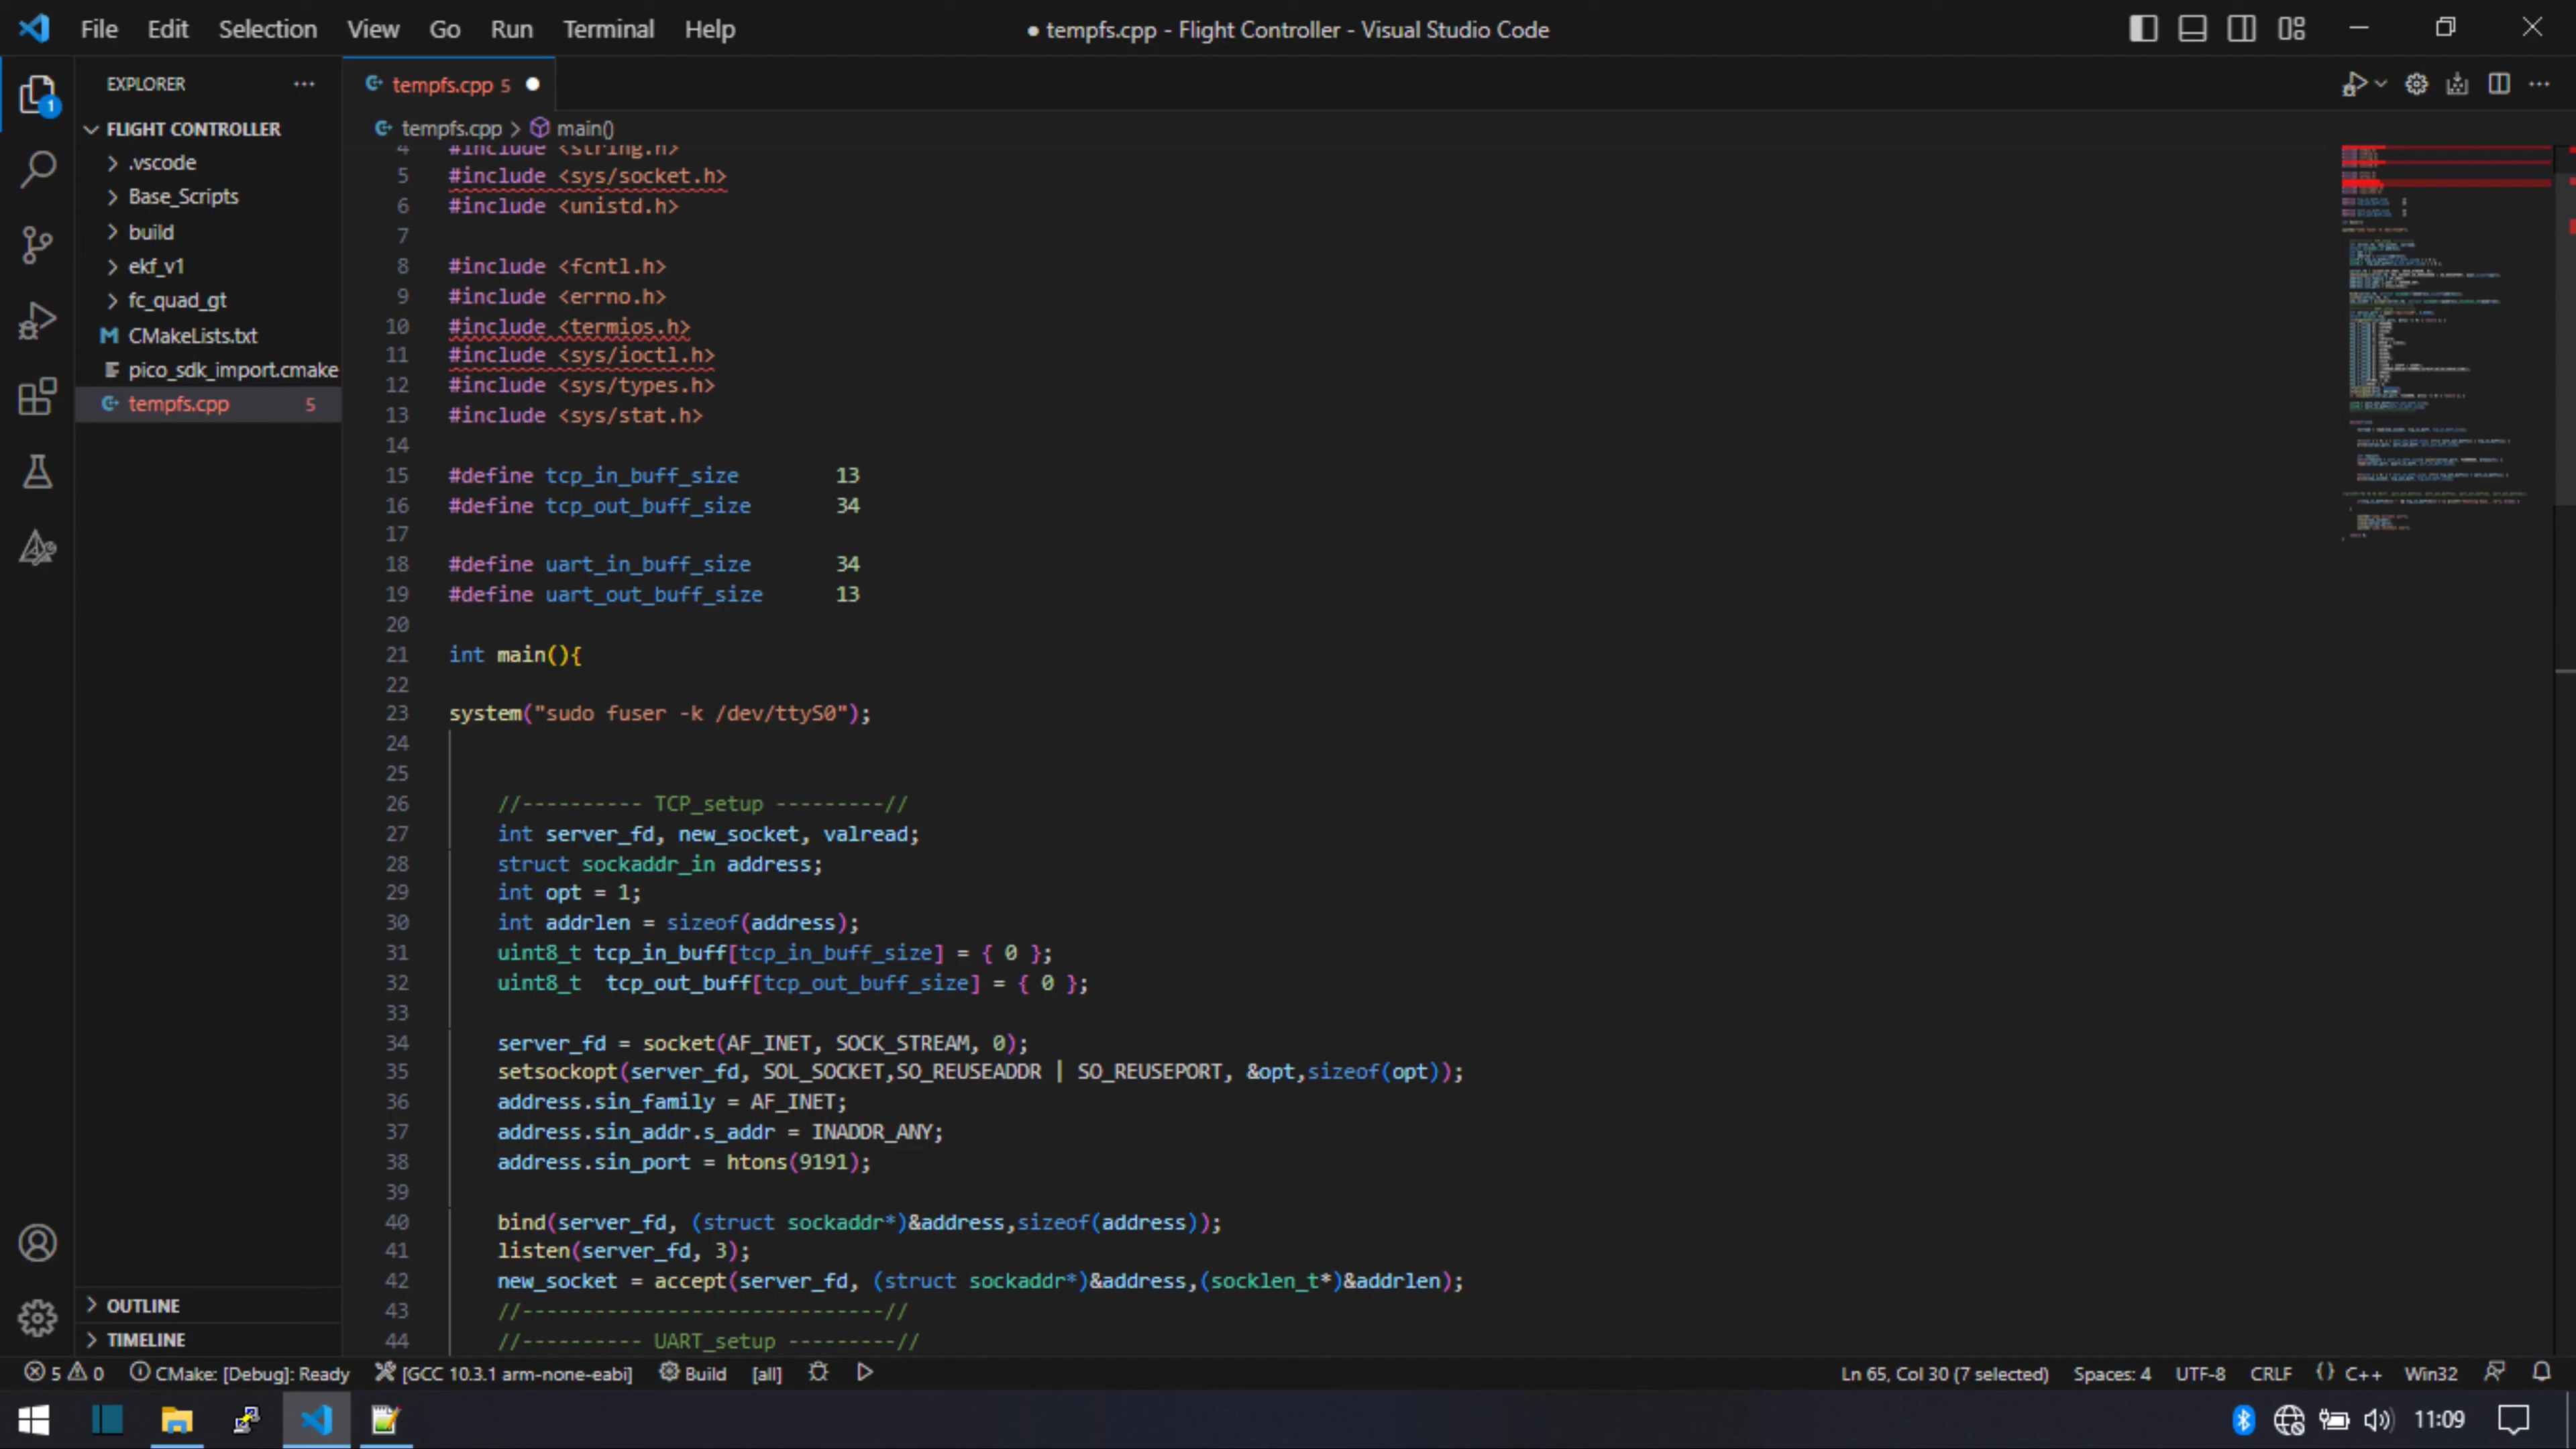 File Edit Selection View Go Run Terminal Help
● tempfs.cpp - Flight Controller - Visual Studio Code
EXPLORER
FLIGHT CONTROLLER
.vscode
Base_Scripts
build
ekf_v1
fc_quad_gt
CMakeLists.txt
pico_sdk_import.cmake
tempfs.cpp 5
OUTLINE
TIMELINE
1
tempfs.cpp 5
tempfs.cpp > main()
4 #include <string.h>
5 #include <sys/socket.h>
6 #include <unistd.h>
7
8 #include <fcntl.h>
9 #include <errno.h>
10 #include <termios.h>
11 #include <sys/ioctl.h>
12 #include <sys/types.h>
13 #include <sys/stat.h>
14
15 #define tcp_in_buff_size 13
16 #define tcp_out_buff_size 34
17
18 #define uart_in_buff_size 34
19 #define uart_out_buff_size 13
20
21 int main(){
22
23 system("sudo fuser -k /dev/ttyS0");
24
25
26 //---------- TCP_setup ---------//
27 int server_fd, new_socket, valread;
28 struct sockaddr_in address;
29 int opt = 1;
30 int addrlen = sizeof(address);
31 uint8_t tcp_in_buff[tcp_in_buff_size] = { 0 };
32 uint8_t  tcp_out_buff[tcp_out_buff_size] = { 0 };
33
34 server_fd = socket(AF_INET, SOCK_STREAM, 0);
35 setsockopt(server_fd, SOL_SOCKET,SO_REUSEADDR | SO_REUSEPORT, &opt,sizeof(opt));
36 address.sin_family = AF_INET;
37 address.sin_addr.s_addr = INADDR_ANY;
38 address.sin_port = htons(9191);
39
40 bind(server_fd, (struct sockaddr*)&address,sizeof(address));
41 listen(server_fd, 3);
42 new_socket = accept(server_fd, (struct sockaddr*)&address,(socklen_t*)&addrlen);
43 //------------------------------//
44 //---------- UART_setup ---------//
5 0 CMake: [Debug]: Ready [GCC 10.3.1 arm-none-eabi] Build [all]
Ln 65, Col 30 (7 selected) Spaces: 4 UTF-8 CRLF {} C++ Win32
11:09